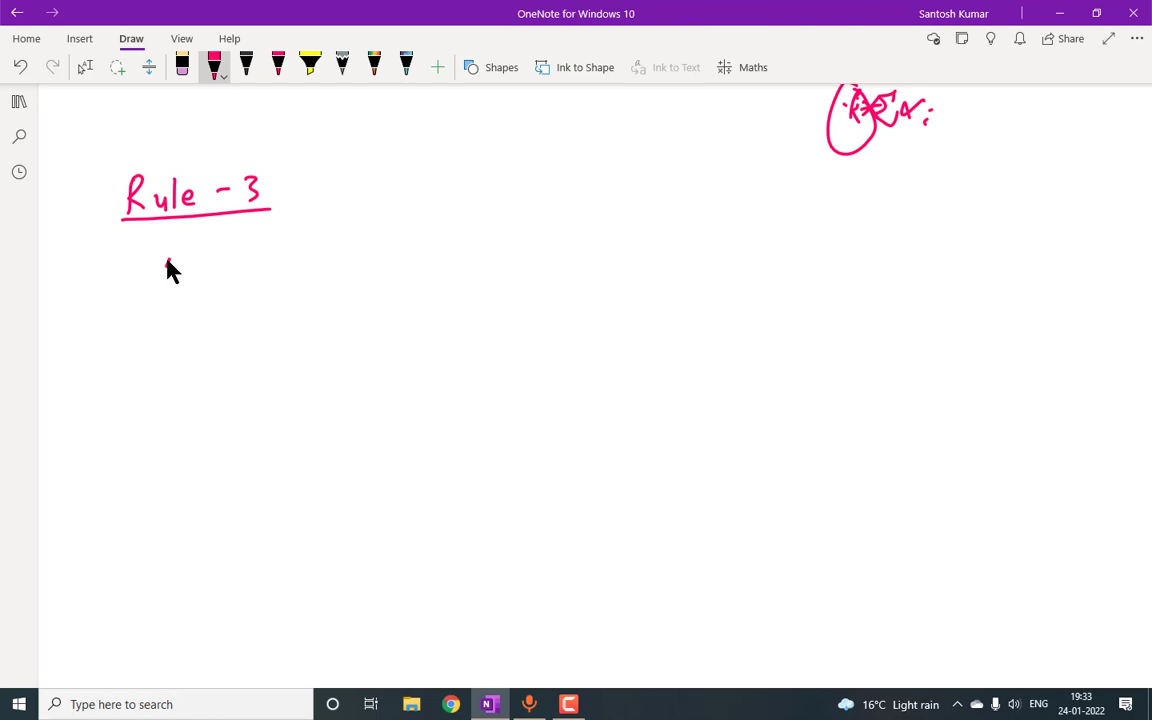 OneNote for Windows 10
Santosh Kumar
Home Insert Draw View Help
Share
Shapes Ink to Shape Ink to Text Maths
Rule - 3
Type here to search
16°C Light rain
ENG
19:33
24-01-2022